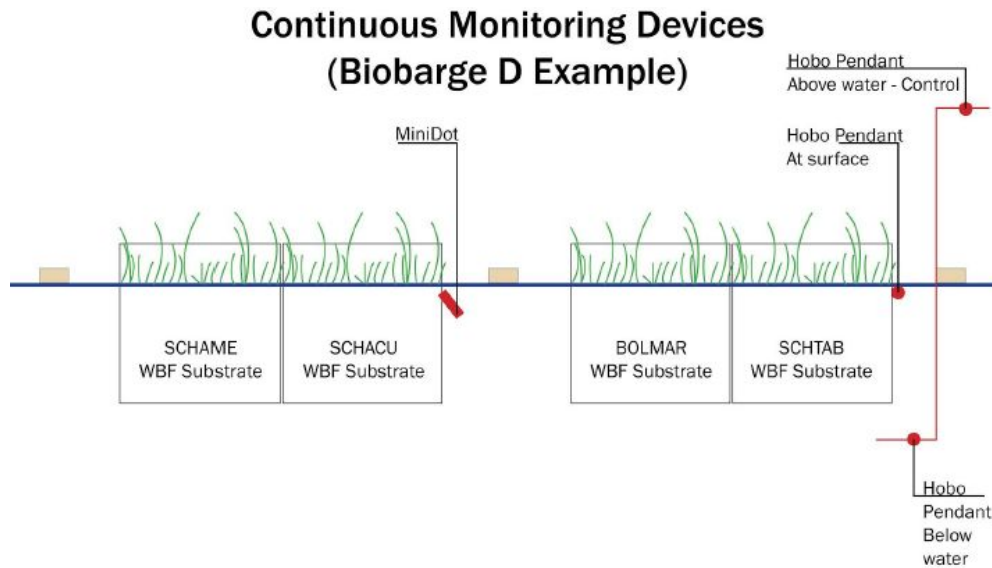 Continuous Monitoring Devices
(Biobarge D Example)
Hobo Pendant
Above water - Control
MiniDot
Hobo Pendant
At surface
SCHAME
WBF Substrate
SCHACU
WBF Substrate
BOLMAR
WBF Substrate
SCHTAB
WBF Substrate
Hobo
Pendant
Below
water